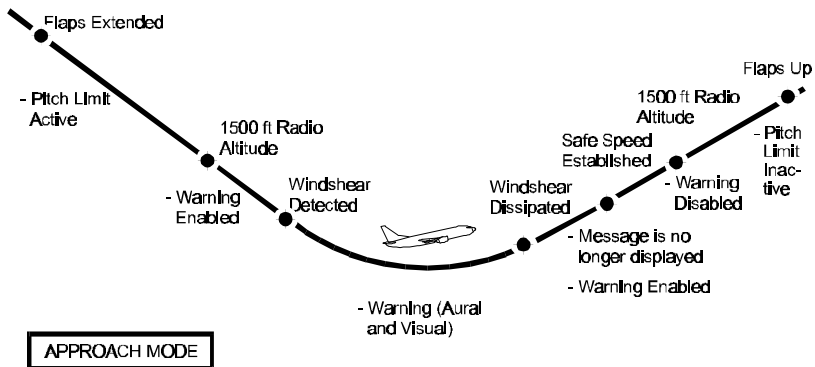 Flaps Extended
- Pitch Limit
Active
1500 ft Radio
Altitude
- Warning
Enabled
Windshear
Detected
- Warning (Aural
and Visual)
Windshear
Dissipated
Safe Speed
Established
- Message is no
longer displayed
- Warning Enabled
1500 ft Radio
Altitude
- Warning
Disabled
Flaps Up
- Pitch
Limit
Inac-
tive
APPROACH MODE